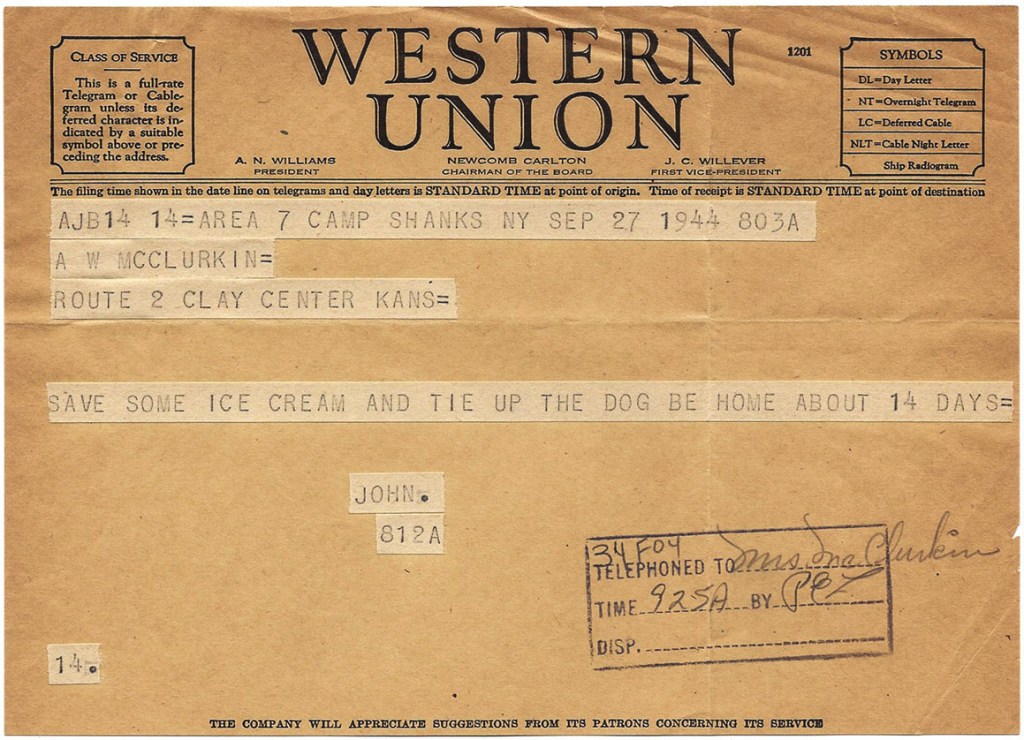 CLASS OF SERVICE
This is a full-rate
Telegram or Cable-
gram unless its de-
ferred character is in-
dicated by a suitable
symbol above or pre-
ceding the address.
WESTERN
UNION
1201
A. N. WILLIAMS
PRESIDENT
NEWCOMB CARLTON
CHAIRMAN OF THE BOARD
J. C. WILLEVER
FIRST VICE-PRESIDENT
SYMBOLS
DL=Day Letter
NT=Overnight Telegram
LC=Deferred Cable
NLT=Cable Night Letter
Ship Radiogram
The filing time shown in the date line on telegrams and day letters is STANDARD TIME at point of origin. Time of receipt is STANDARD TIME at point of destination
AJB14 14=AREA 7 CAMP SHANKS NY SEP 27 1944 803A
A W MCCLURKIN=
ROUTE 2 CLAY CENTER KANS=
SAVE SOME ICE CREAM AND TIE UP THE DOG BE HOME ABOUT 14 DAYS=
JOHN.
812A
34 F04
TELEPHONED TO Mrs McClurkin
TIME 925A BY
DISP.
14.
THE COMPANY WILL APPRECIATE SUGGESTIONS FROM ITS PATRONS CONCERNING ITS SERVICE